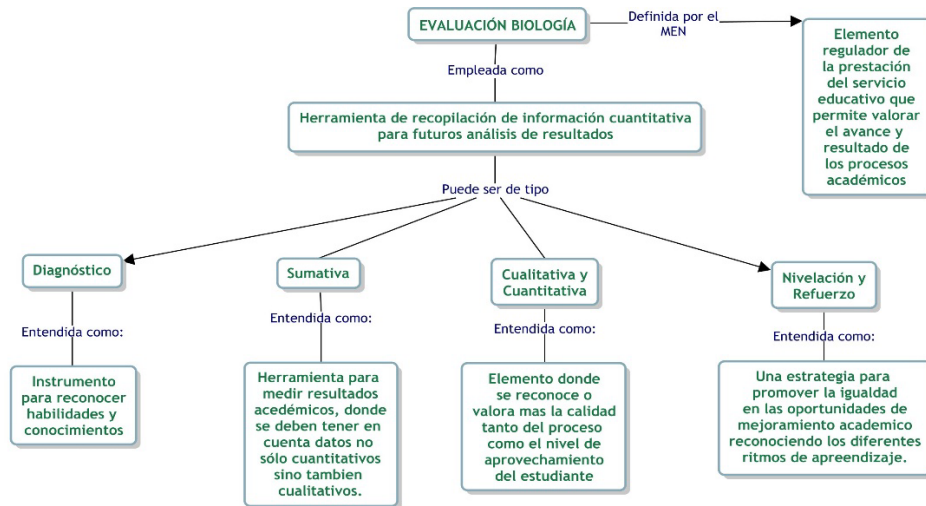 EVALUACIÓN BIOLOGÍA
Definida por el
MEN
Elemento
regulador de
la prestación
del servicio
educativo que
permite valorar
el avance y
resultado de
los procesos
académicos
Empleada como
Herramienta de recopilación de información cuantitativa
para futuros análisis de resultados
Puede ser de tipo
Diagnóstico
Entendida como:
Instrumento
para reconocer
habilidades y
conocimientos
Sumativa
Entendida como:
Herramienta para
medir resultados
acedémicos, donde
se deben tener en
cuenta datos no
sólo cuantitativos
sino tambien
cualitativos.
Cualitativa y
Cuantitativa
Entendida como:
Elemento donde
se reconoce o
valora mas la calidad
tanto del proceso
como el nivel de
aprovechamiento
del estudiante
Nivelación y
Refuerzo
Entendida como:
Una estrategia para
promover la igualdad
en las oportunidades de
mejoramiento academico
reconociendo los diferentes
ritmos de apreendizaje.